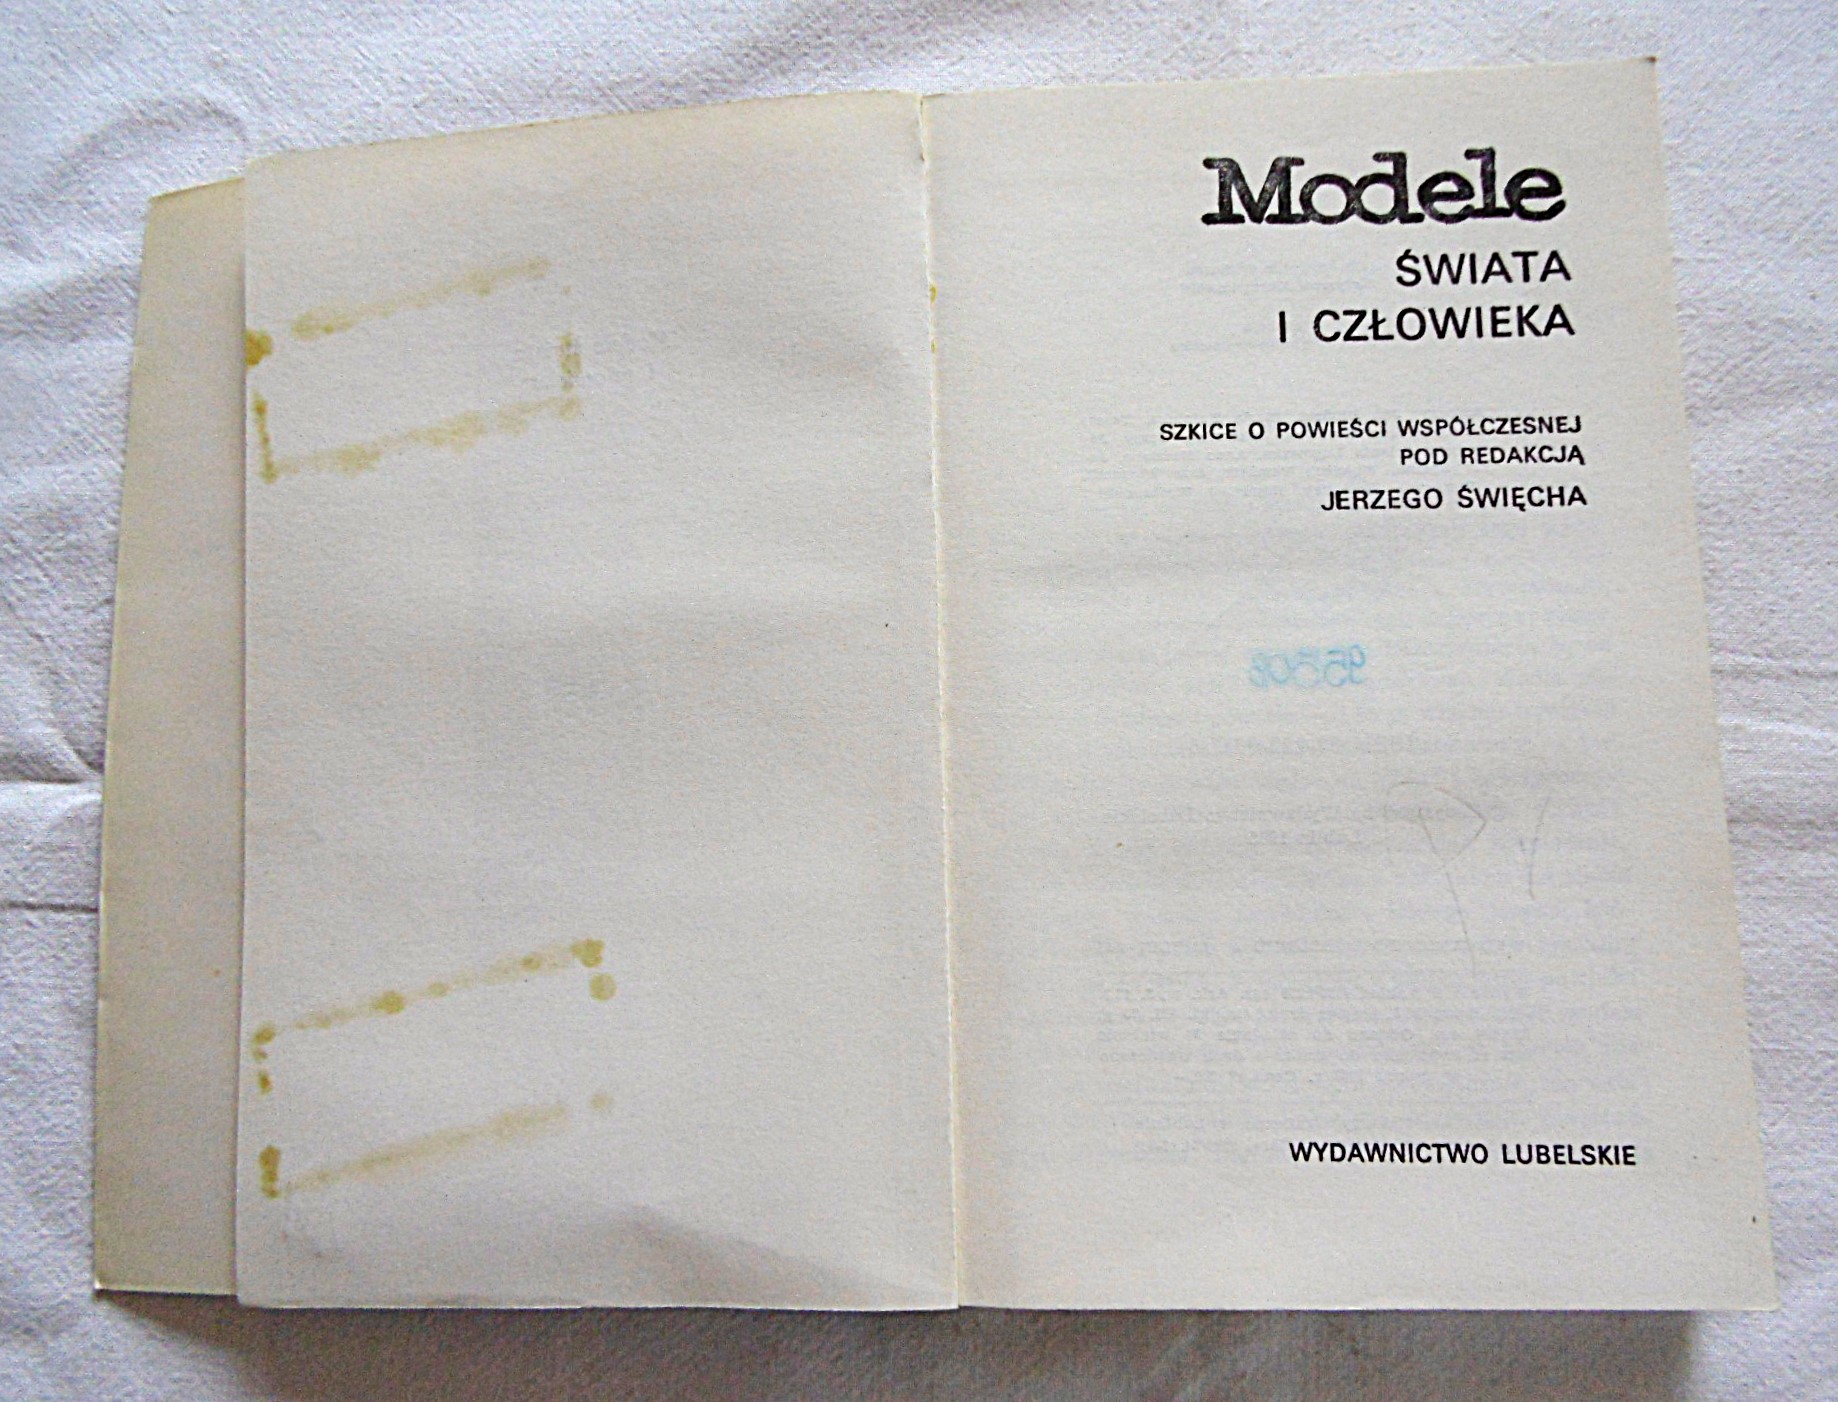 Modele
ŚWIATA
I CZŁOWIEKA
SZKICE O POWIEŚCI WSPÓŁCZESNEJ
POD REDAKCJĄ
JERZEGO ŚWIĘCHA
WYDAWNICTWO LUBELSKIE